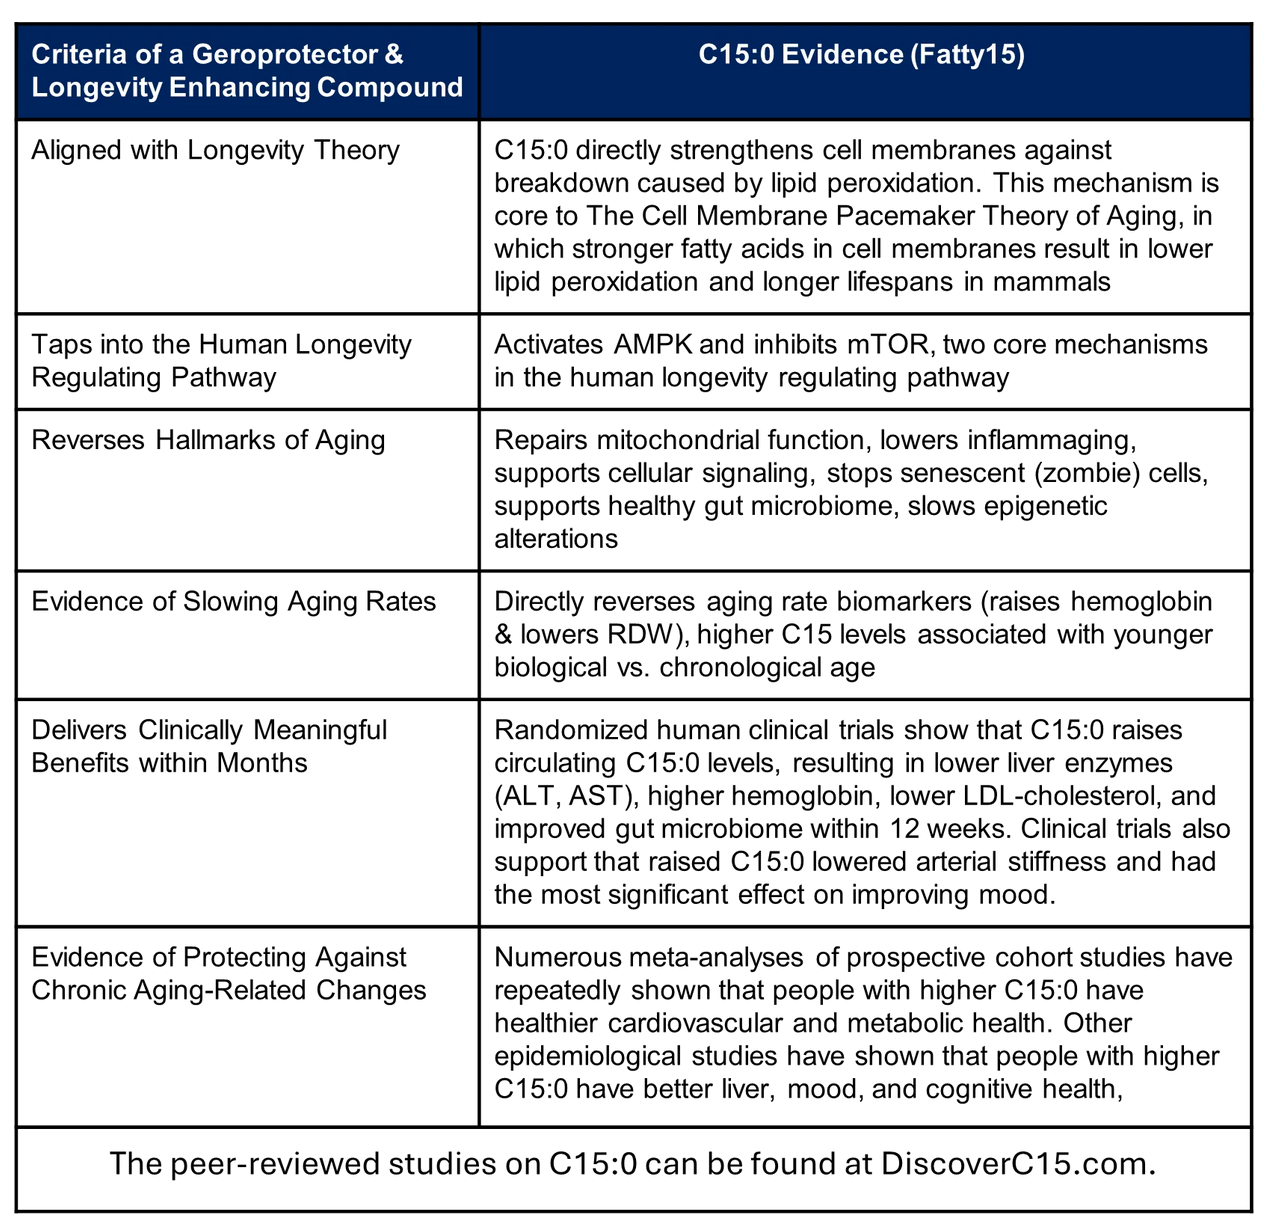 Criteria of a Geroprotector &
Longevity Enhancing Compound
C15:0 Evidence (Fatty15)
Aligned with Longevity Theory
C15:0 directly strengthens cell membranes against
breakdown caused by lipid peroxidation. This mechanism is
core to The Cell Membrane Pacemaker Theory of Aging, in
which stronger fatty acids in cell membranes result in lower
lipid peroxidation and longer lifespans in mammals
Taps into the Human Longevity
Regulating Pathway
Activates AMPK and inhibits mTOR, two core mechanisms
in the human longevity regulating pathway
Reverses Hallmarks of Aging
Repairs mitochondrial function, lowers inflammaging,
supports cellular signaling, stops senescent (zombie) cells,
supports healthy gut microbiome, slows epigenetic
alterations
Evidence of Slowing Aging Rates
Directly reverses aging rate biomarkers (raises hemoglobin
& lowers RDW), higher C15 levels associated with younger
biological vs. chronological age
Delivers Clinically Meaningful
Benefits within Months
Randomized human clinical trials show that C15:0 raises
circulating C15:0 levels, resulting in lower liver enzymes
(ALT, AST), higher hemoglobin, lower LDL-cholesterol, and
improved gut microbiome within 12 weeks. Clinical trials also
support that raised C15:0 lowered arterial stiffness and had
the most significant effect on improving mood.
Evidence of Protecting Against
Chronic Aging-Related Changes
Numerous meta-analyses of prospective cohort studies have
repeatedly shown that people with higher C15:0 have
healthier cardiovascular and metabolic health. Other
epidemiological studies have shown that people with higher
C15:0 have better liver, mood, and cognitive health,
The peer-reviewed studies on C15:0 can be found at DiscoverC15.com.